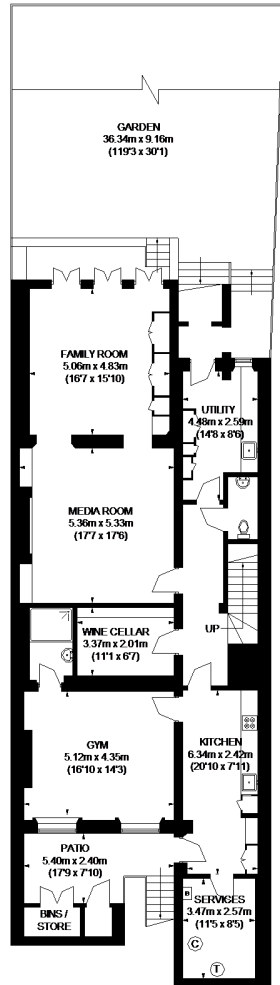 GARDEN
36.34m x 9.16m
(119'3 x 30'1)
FAMILY ROOM
5.06m x 4.83m
(16'7 x 15'10)
UTILITY
4.48m x 2.59m
(14'8 x 8'6)
MEDIA ROOM
5.36m x 5.33m
(17'7 x 17'6)
WINE CELLAR
3.37m x 2.01m
(11'1 x 6'7)
UP
GYM
5.12m x 4.35m
(16'10 x 14'3)
KITCHEN
6.34m x 2.42m
(20'10 x 7'11)
PATIO
5.40m x 2.40m
(17'9 x 7'10)
BINS /
STORE
SERVICES
3.47m x 2.57m
(11'5 x 8'5)
B
C
T